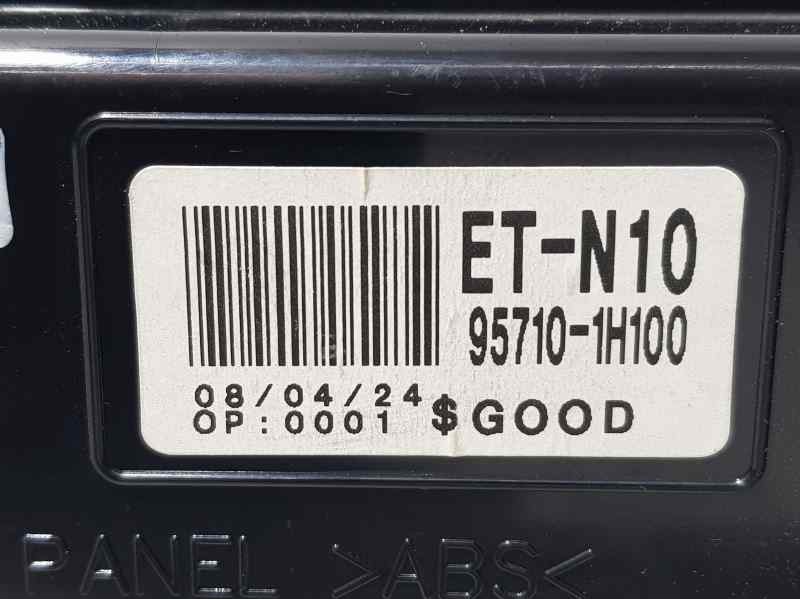 ET-N10
95710-1H100
08/04/24
OP:0001 $GOOD
PANEL >ABS<